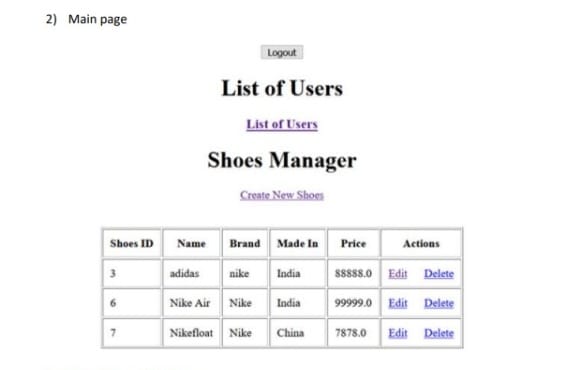 2) Main page
Logout
List of Users
List of Users
Shoes Manager
Create New Shoes
Shoes ID Name Brand Made In Price Actions
3 adidas nike India 88888.0 Edit Delete
6 Nike Air Nike India 99999.0 Edit Delete
7 Nikefloat Nike China 7878.0 Edit Delete